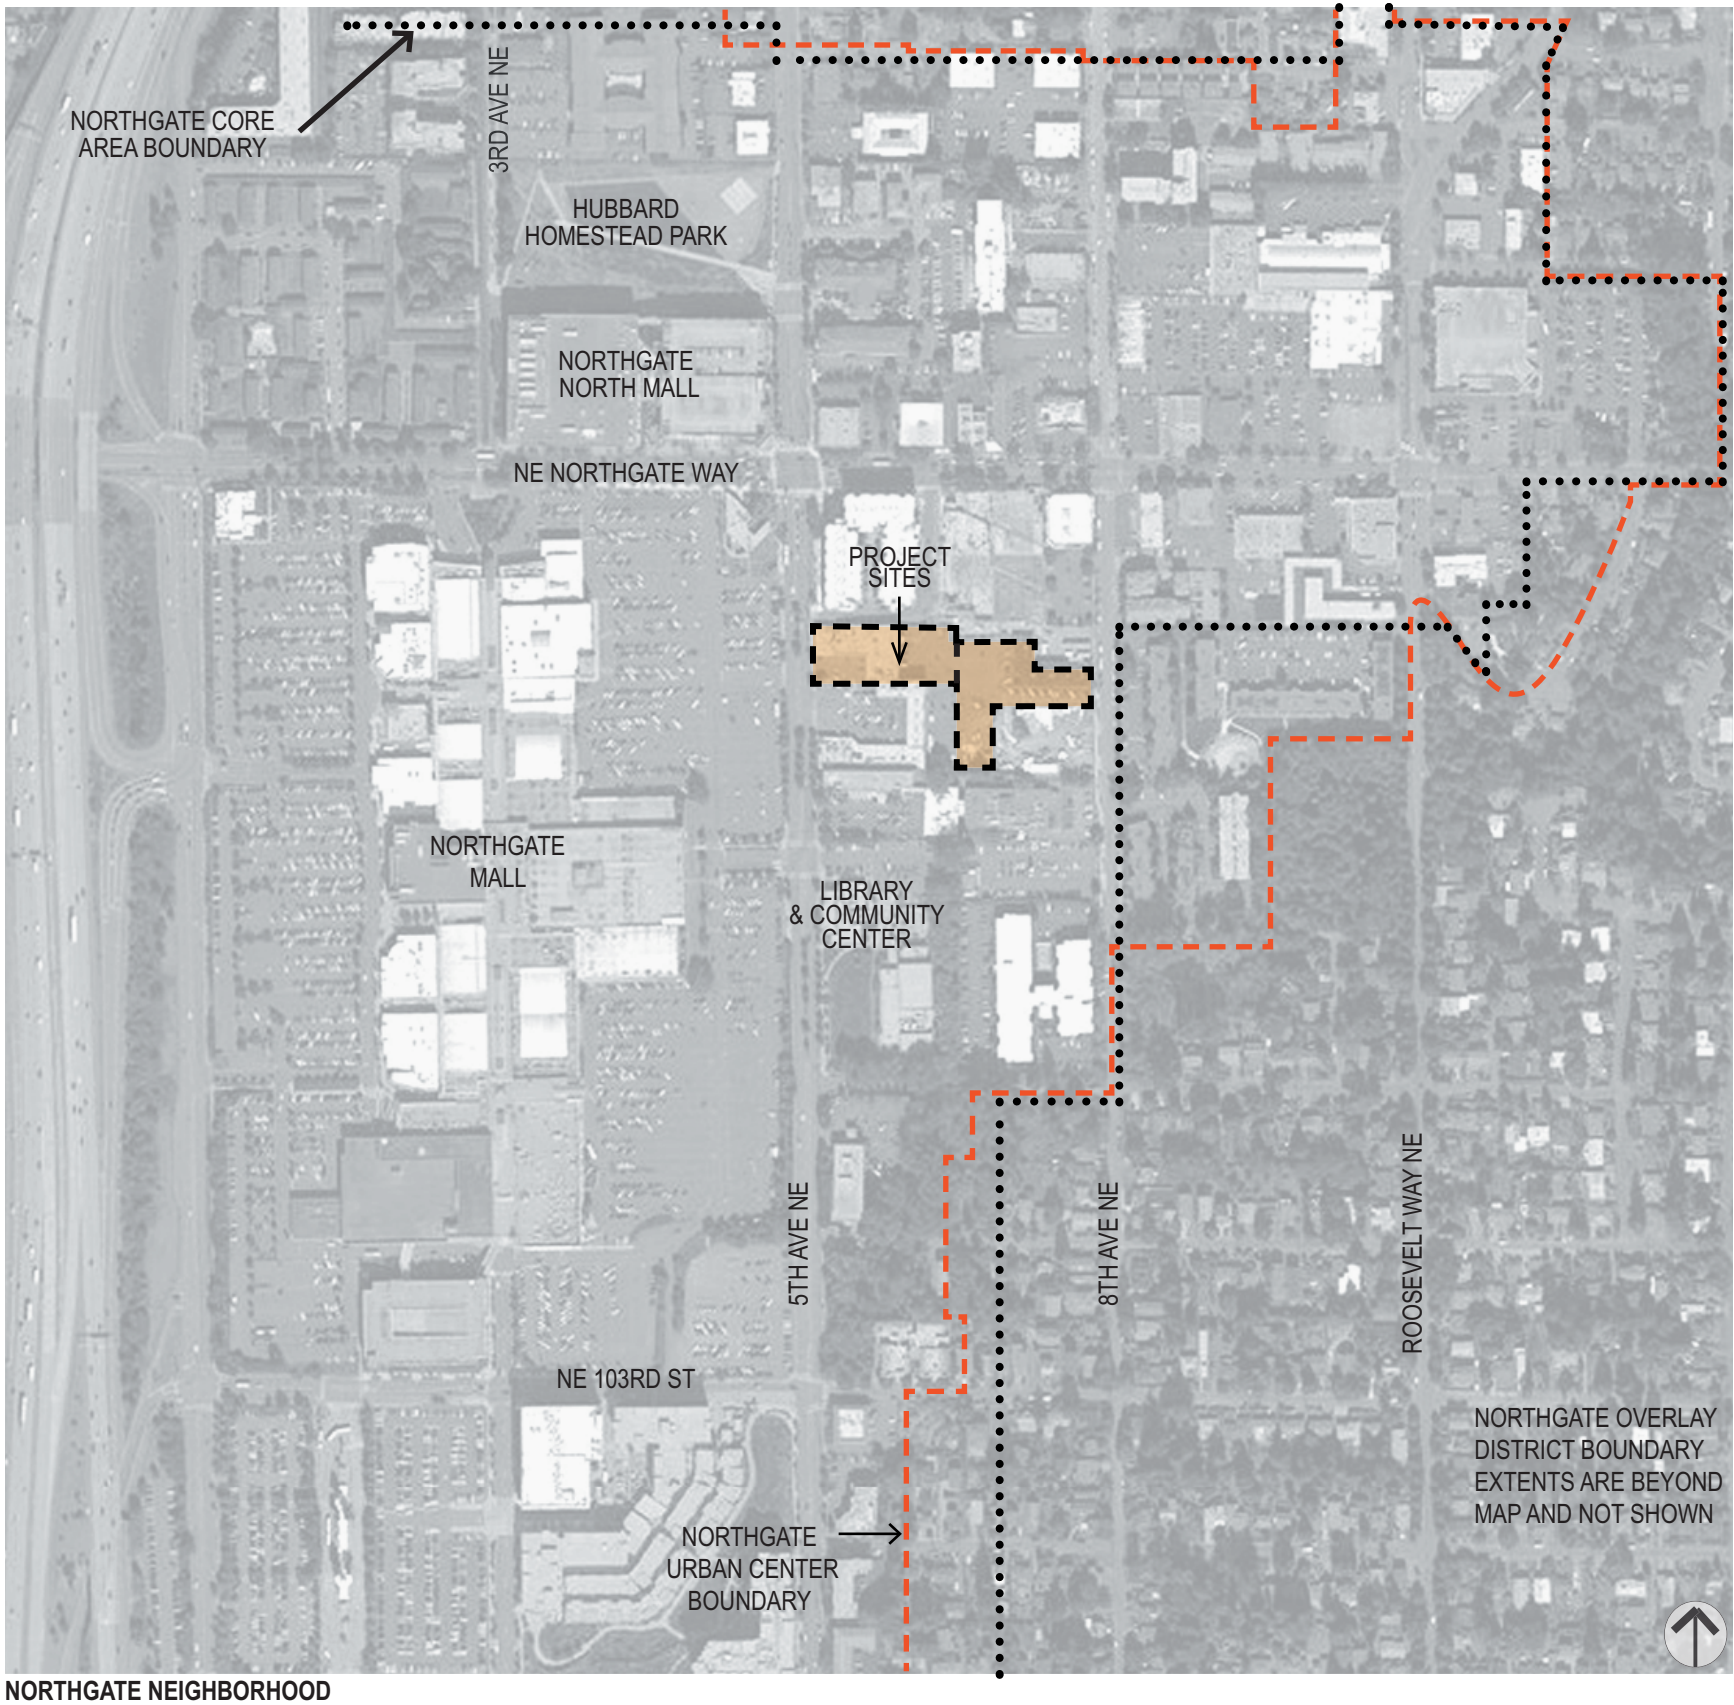 3RD AVE NE
NORTHGATE CORE
AREA BOUNDARY
HUBBARD
HOMESTEAD PARK
NORTHGATE
NORTH MALL
NE NORTHGATE WAY
PROJECT
SITES
NORTHGATE
MALL
LIBRARY
& COMMUNITY
CENTER
5TH AVE NE
8TH AVE NE
ROOSEVELT WAY NE
NE 103RD ST
NORTHGATE OVERLAY
DISTRICT BOUNDARY
EXTENTS ARE BEYOND
MAP AND NOT SHOWN
NORTHGATE
URBAN CENTER
BOUNDARY
NORTHGATE NEIGHBORHOOD